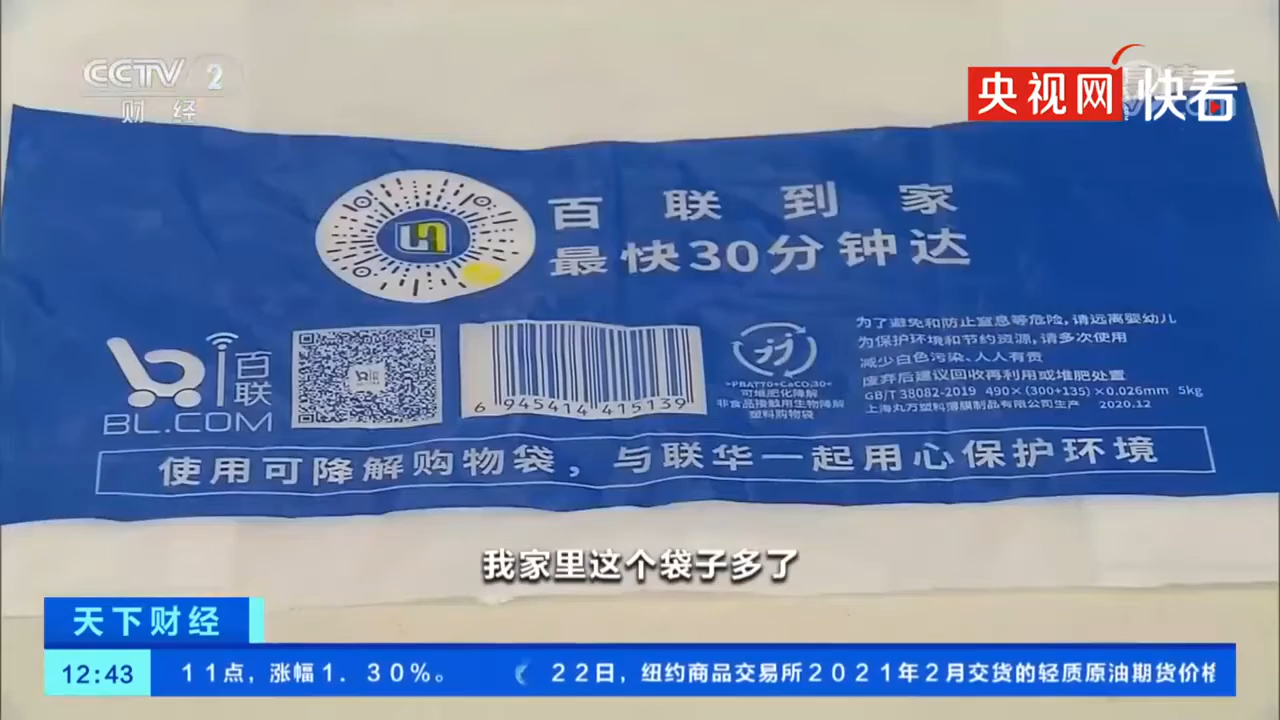 CCTV 2
财 经
央视网 快看
百联到家
最快30分钟达
百联
BL.COM
6 945414 415139
>PBAT70+CaCO₃30<
可堆肥化降解
非食品接触用生物降解
塑料购物袋
为了避免和防止窒息等危险,请远离婴幼儿
为保护环境和节约资源,请多次使用
减少白色污染、人人有责
废弃后建议回收再利用或堆肥处置
GB/T 38082-2019 490×(300+135)×0.026mm 5kg
上海丸万塑料薄膜制品有限公司生产 2020.12
使用可降解购物袋,与联华一起用心保护环境
我家里这个袋子多了
天下财经
12:43 11点,涨幅1.30%。 22日,纽约商品交易所2021年2月交货的轻质原油期货价格